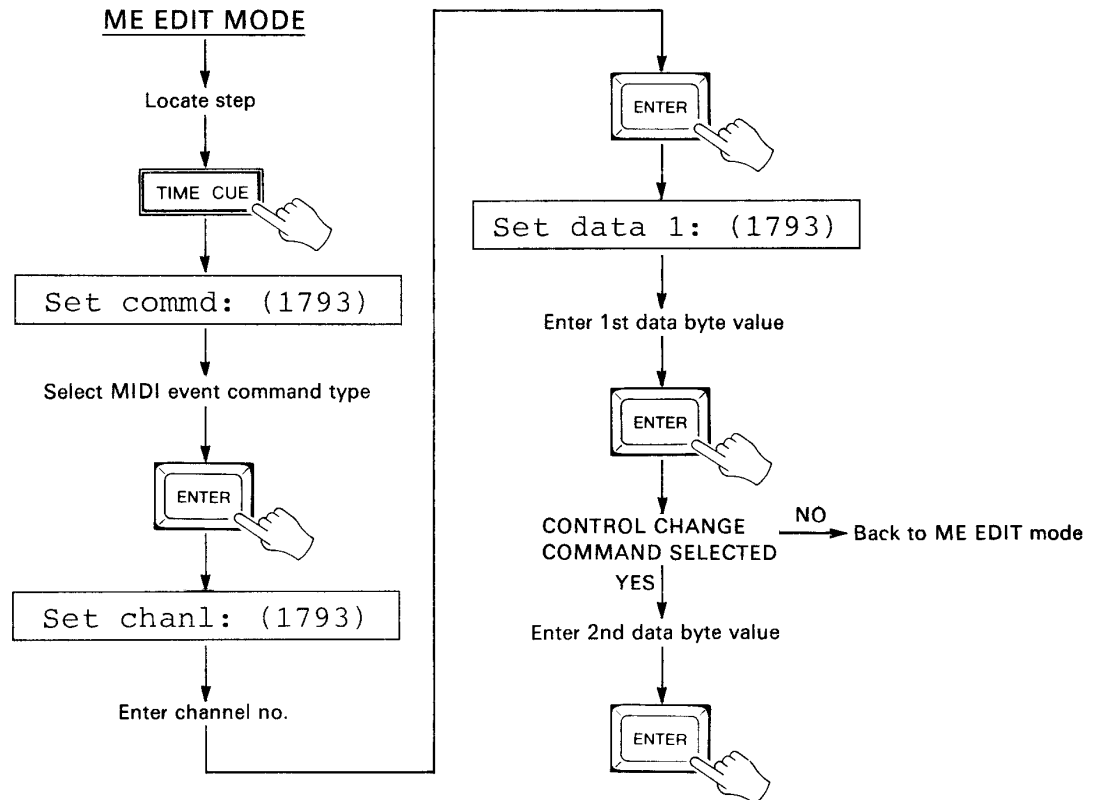 ME EDIT MODE
Locate step
TIME CUE
Set commd: (1793)
Select MIDI event command type
ENTER
Set chanl: (1793)
Enter channel no.
ENTER
Set data 1: (1793)
Enter 1st data byte value
ENTER
CONTROL CHANGE
COMMAND SELECTED
NO
Back to ME EDIT mode
YES
Enter 2nd data byte value
ENTER